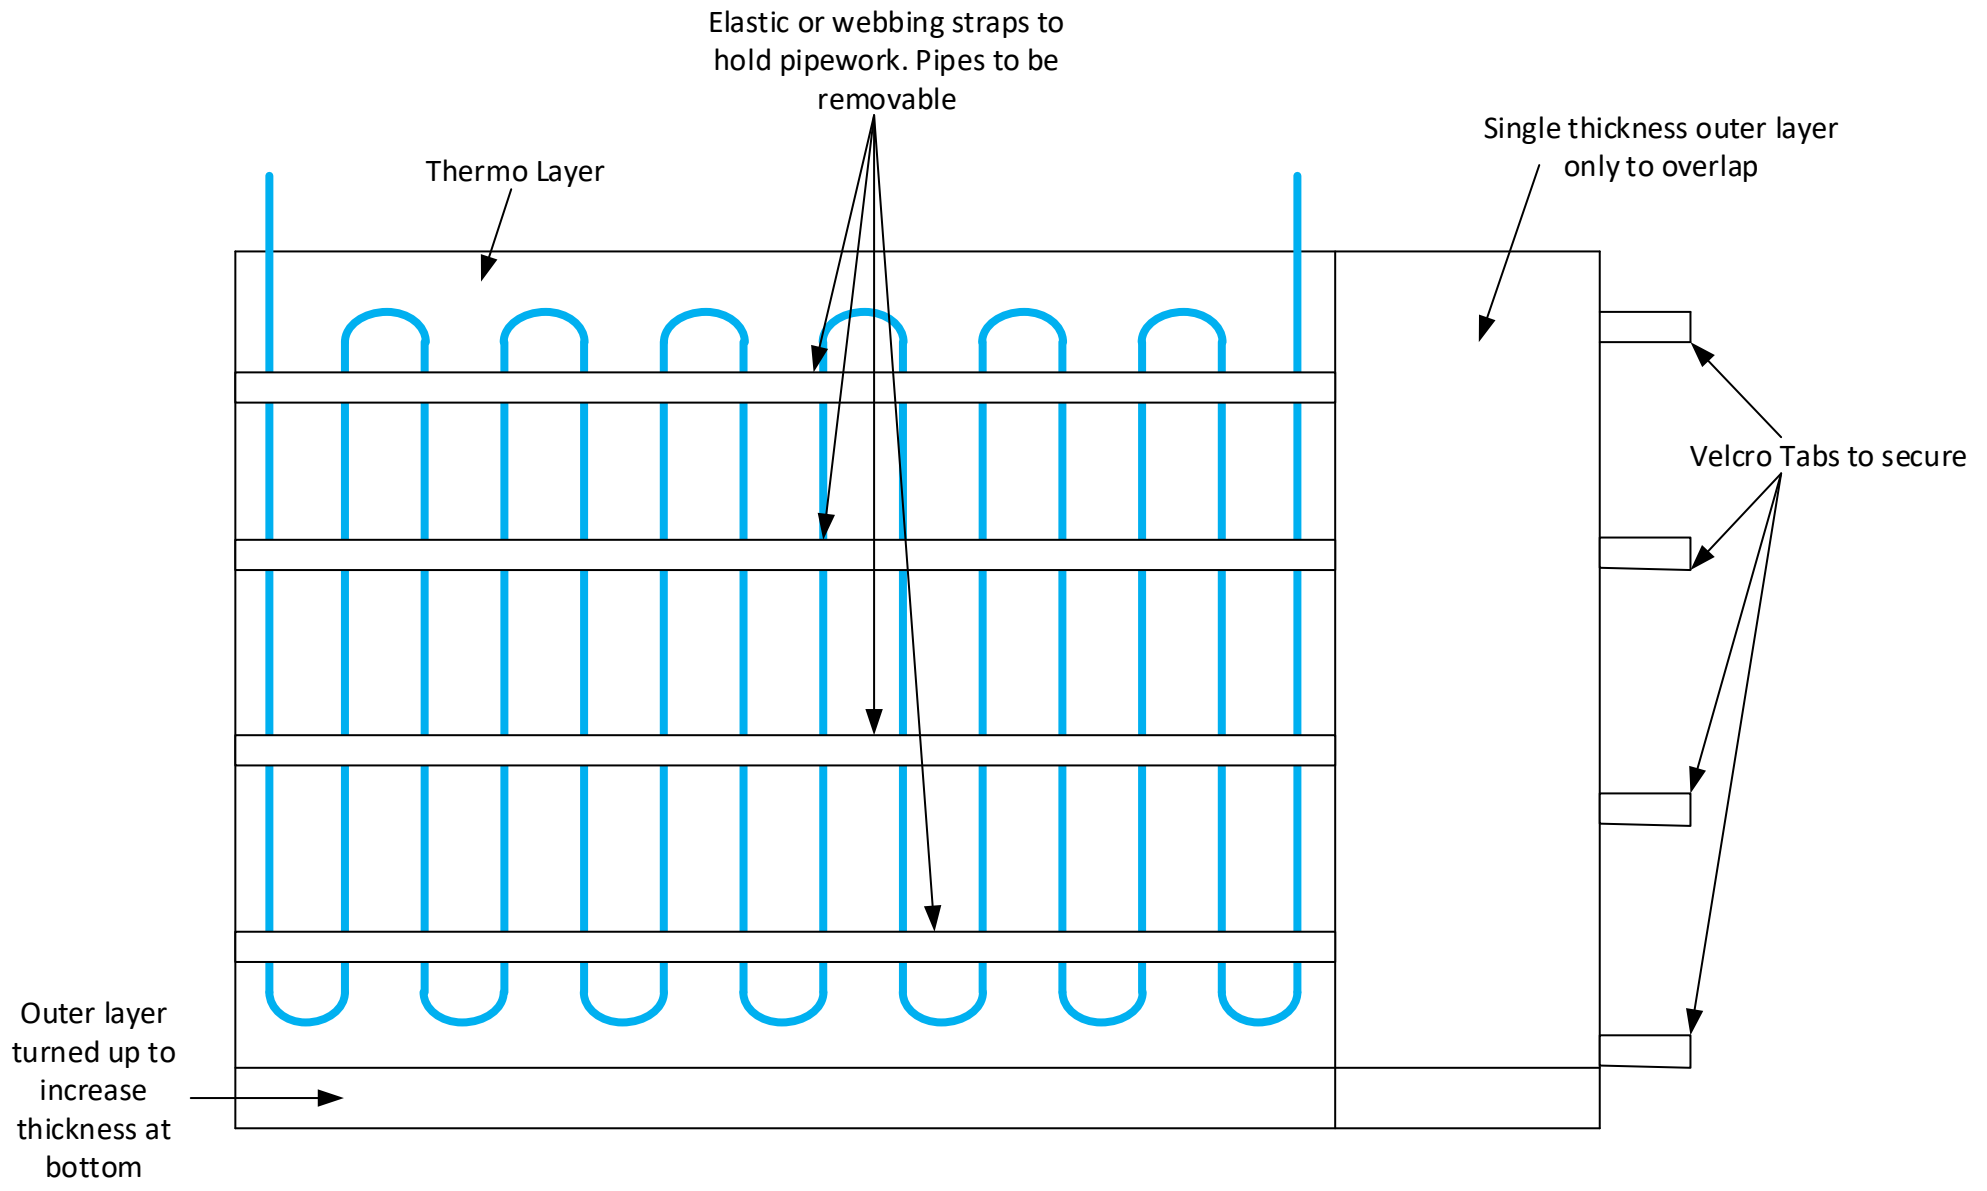 Elastic or webbing straps to
hold pipework. Pipes to be
removable
Single thickness outer layer
only to overlap
Thermo Layer
Velcro Tabs to secure
Outer layer
turned up to
increase
thickness at
bottom